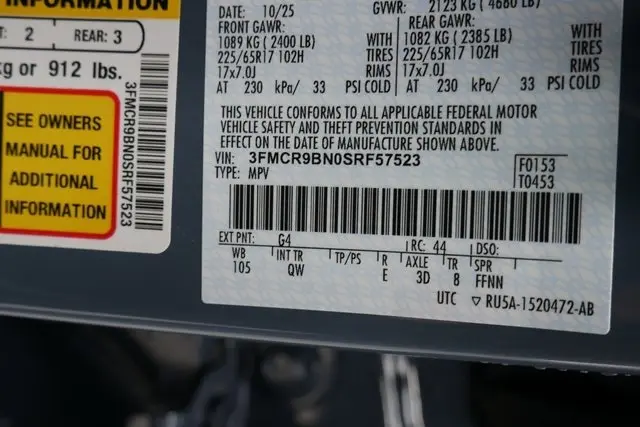 INFORMATION
: 2 REAR: 3
kg or 912 lbs.
SEE OWNERS
MANUAL FOR
ADDITIONAL
INFORMATION
3FMCR9BN0SRF57523
DATE: 10/25 GVWR: 2123 KG ( 4680 LB)
FRONT GAWR: REAR GAWR:
1089 KG ( 2400 LB) WITH 1082 KG ( 2385 LB) WITH
225/65R17 102H TIRES 225/65R17 102H TIRES
17x7.0J RIMS 17x7.0J RIMS
AT 230 kPa/ 33 PSI COLD AT 230 kPa/ 33 PSI COLD
THIS VEHICLE CONFORMS TO ALL APPLICABLE FEDERAL MOTOR
VEHICLE SAFETY AND THEFT PREVENTION STANDARDS IN
EFFECT ON THE DATE OF MANUFACTURE SHOWN ABOVE.
VIN: 3FMCR9BN0SRF57523 F0153
TYPE: MPV T0453
EXT PNT: G4 RC: 44 DSO:
WB INT TR TP/PS R AXLE TR SPR
105 QW E 3D 8 FFNN
UTC ▽ RU5A-1520472-AB